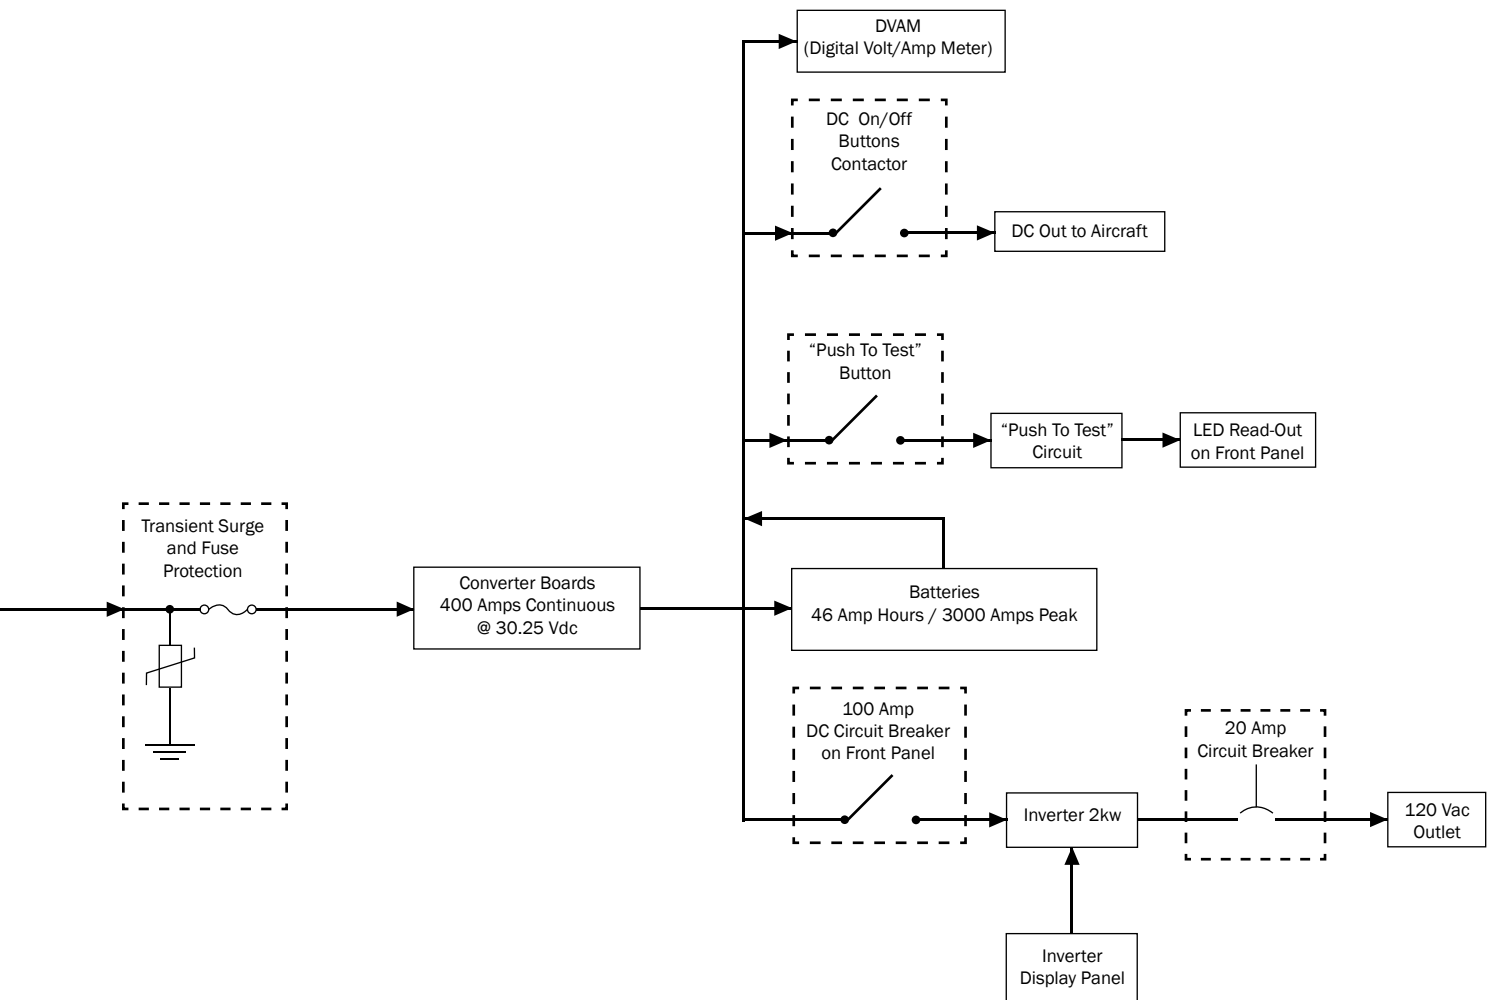 DVAM
(Digital Volt/Amp Meter)
DC On/Off
Buttons
Contactor
DC Out to Aircraft
“Push To Test”
Button
“Push To Test”
Circuit
LED Read-Out
on Front Panel
Transient Surge
and Fuse
Protection
Converter Boards
400 Amps Continuous
@ 30.25 Vdc
Batteries
46 Amp Hours / 3000 Amps Peak
100 Amp
DC Circuit Breaker
on Front Panel
Inverter 2kw
20 Amp
Circuit Breaker
120 Vac
Outlet
Inverter
Display Panel